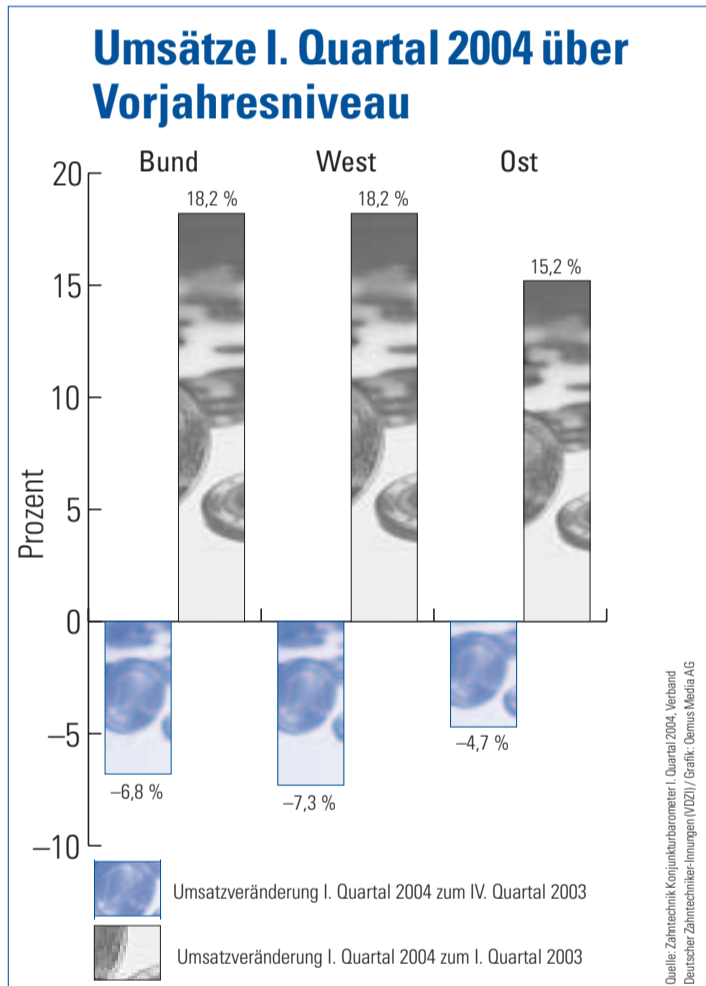 Umsätze I. Quartal 2004 über
Vorjahresniveau
Bund West Ost
20
15
10
5
0
–5
–10
Prozent
18,2 %
18,2 %
15,2 %
–6,8 %
–7,3 %
–4,7 %
Umsatzveränderung I. Quartal 2004 zum IV. Quartal 2003
Umsatzveränderung I. Quartal 2004 zum I. Quartal 2003
Quelle: Zahntechnik Konjunkturbarometer I. Quartal 2004, Verband
Deutscher Zahntechniker-Innungen (VDZI) / Grafik: Oemus Media AG